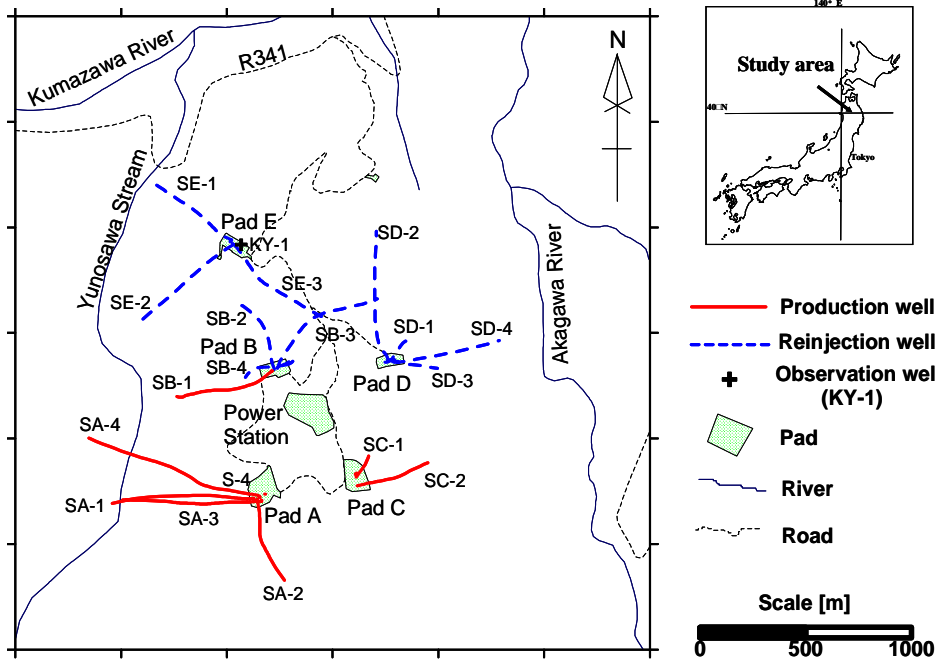 Kumazawa River
R341
N
Yunosawa Stream
SE-1
Pad E
KY-1
SD-2
SE-3
SE-2
SB-2
SB-3
SD-1
SD-4
Pad B
SB-4
Pad D
SD-3
SB-1
Akagawa River
Power
Station
SA-4
SC-1
S-4
SC-2
SA-1
SA-3
Pad A
Pad C
SA-2
140° E
Study area
40□N
Tokyo
Production well
Reinjection well
Observation wel
(KY-1)
Pad
River
Road
Scale [m]
0 500 1000